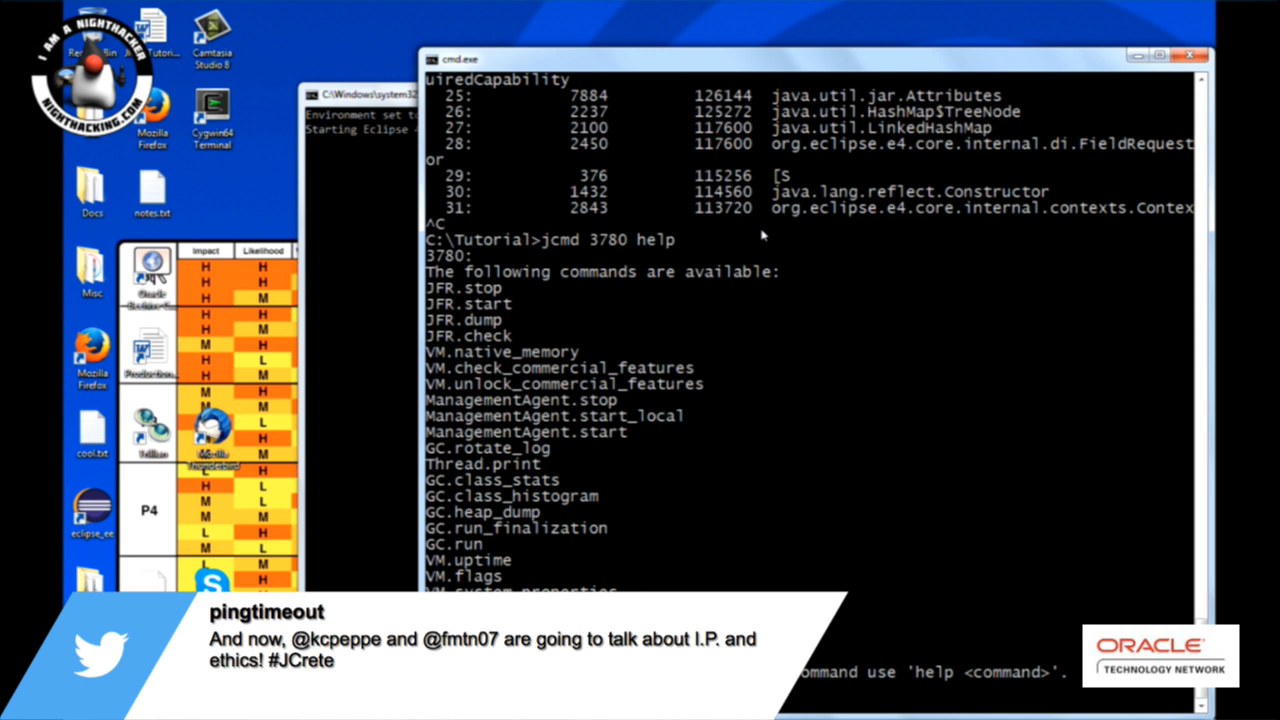 I AM A NIGHTHACKER
NIGHTHACKING.COM
Camtasia
Studio 8
Mozilla
Firefox
Cygwin64
Terminal
Docs
notes.txt
Misc
Mozilla
Firefox
cool.txt
eclipse_ee
Oracle
Production...
Trillian
Mozilla
Thunderbird
Impact Likelihood
H H
H H
H M
H H
H M
M H
H L
H M
M H
M M
M L
L H
H M
L H
H L
M L
M H
L H
M L
P4
C:\Windows\system32
Environment set to
Starting Eclipse 4
cmd.exe
uiredCapability
25: 7884 126144 java.util.jar.Attributes
26: 2237 125272 java.util.HashMap$TreeNode
27: 2100 117600 java.util.LinkedHashMap
28: 2450 117600 org.eclipse.e4.core.internal.di.FieldRequest
or
29: 376 115256 [S
30: 1432 114560 java.lang.reflect.Constructor
31: 2843 113720 org.eclipse.e4.core.internal.contexts.Contex
^C
C:\Tutorial>jcmd 3780 help
3780:
The following commands are available:
JFR.stop
JFR.start
JFR.dump
JFR.check
VM.native_memory
VM.check_commercial_features
VM.unlock_commercial_features
ManagementAgent.stop
ManagementAgent.start_local
ManagementAgent.start
GC.rotate_log
Thread.print
GC.class_stats
GC.class_histogram
GC.heap_dump
GC.run_finalization
GC.run
VM.uptime
VM.flags
VM.system_properties
ommand use 'help <command>'.
pingtimeout
And now, @kcpeppe and @fmtn07 are going to talk about I.P. and
ethics! #JCrete
ORACLE
TECHNOLOGY NETWORK